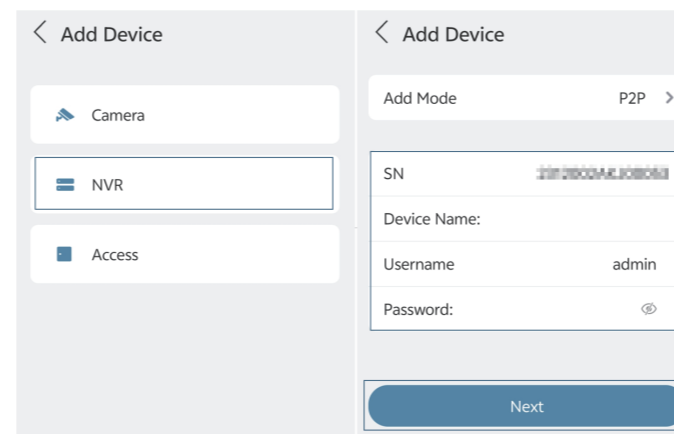 Add Device
Camera
NVR
Access
Add Device
Add Mode P2P
SN
Device Name:
Username admin
Password:
Next